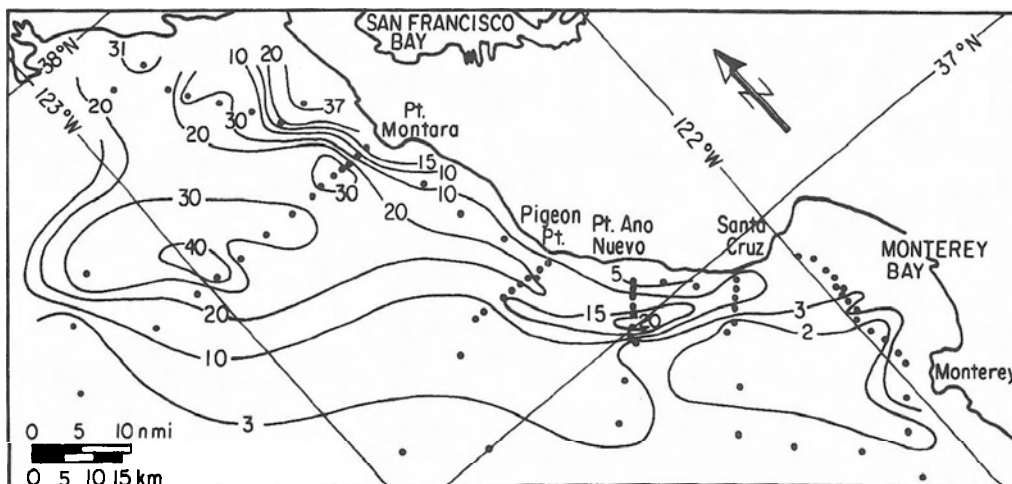 SAN FRANCISCO
BAY
38°N
123°W
31
20
10
20
37
30
20
Pt.
Montara
15
10
10
30
20
30
40
20
10
3
122°W
37°N
N
Pigeon
Pt.
Pt. Ano
Nuevo
Santa
Cruz
5
15
20
3
2
MONTEREY
BAY
Monterey
0 5 10 nmi
0 5 10 15 km